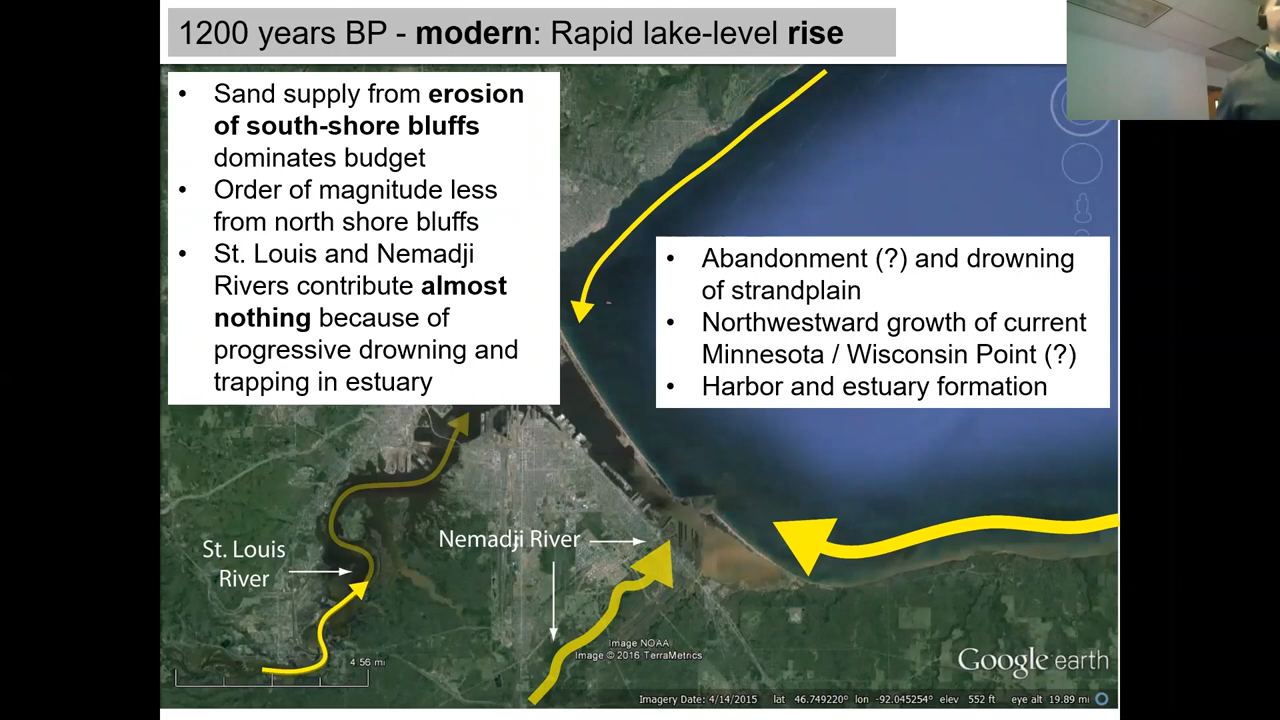 1200 years BP - modern: Rapid lake-level rise
• Sand supply from erosion
of south-shore bluffs
dominates budget
• Order of magnitude less
from north shore bluffs
• St. Louis and Nemadji
Rivers contribute almost
nothing because of
progressive drowning and
trapping in estuary
• Abandonment (?) and drowning
of strandplain
• Northwestward growth of current
Minnesota / Wisconsin Point (?)
• Harbor and estuary formation
Nemadji River
St. Louis
River
4.56 mi
Image NOAA
Image © 2016 TerraMetrics
Google earth
Imagery Date: 4/14/2015 lat 46.749220° lon -92.045254° elev 552 ft eye alt 19.89 mi